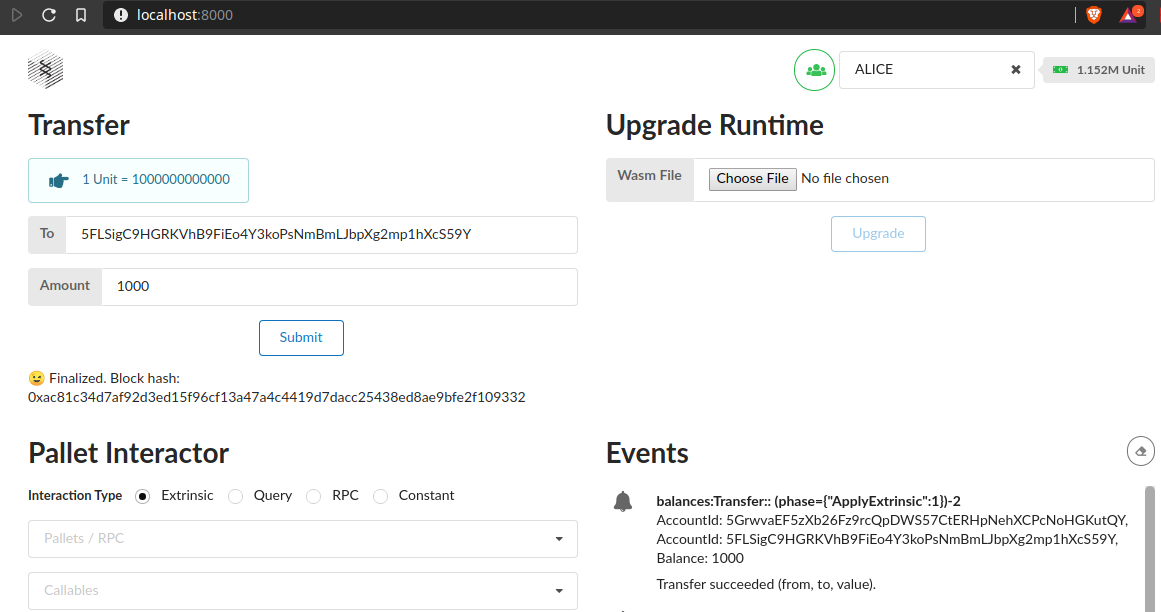 localhost:8000
2
ALICE
1.152M Unit
Transfer
1 Unit = 1000000000000
To
5FLSigC9HGRKVhB9FiEo4Y3koPsNmBmLJbpXg2mp1hXcS59Y
Amount
1000
Submit
😉 Finalized. Block hash:
0xac81c34d7af92d3ed15f96cf13a47a4c4419d7dacc25438ed8ae9bfe2f109332
Upgrade Runtime
Wasm File
Choose File No file chosen
Upgrade
Pallet Interactor
Interaction Type Extrinsic Query RPC Constant
Pallets / RPC
Callables
Events
balances:Transfer:: (phase={"ApplyExtrinsic":1})-2
AccountId: 5GrwvaEF5zXb26Fz9rcQpDWS57CtERHpNehXCPcNoHGKutQY,
AccountId: 5FLSigC9HGRKVhB9FiEo4Y3koPsNmBmLJbpXg2mp1hXcS59Y,
Balance: 1000
Transfer succeeded (from, to, value).